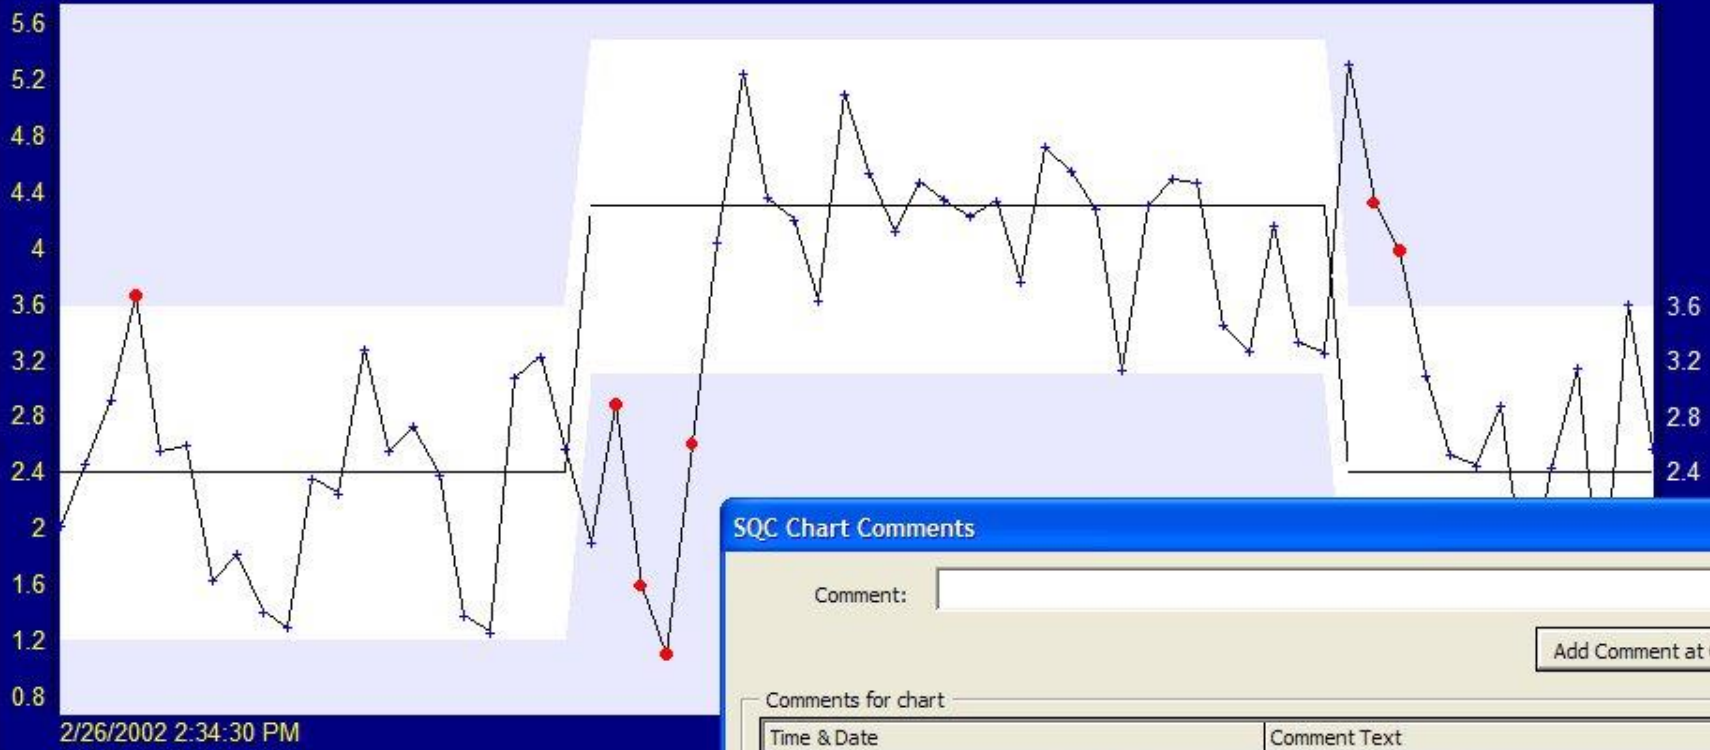 5.6
5.2
4.8
4.4
4
3.6
3.2
2.8
2.4
2
1.6
1.2
0.8
3.6
3.2
2.8
2.4
2/26/2002 2:34:30 PM
SQC Chart Comments
Comment:
Add Comment at
Comments for chart
Time & Date Comment Text